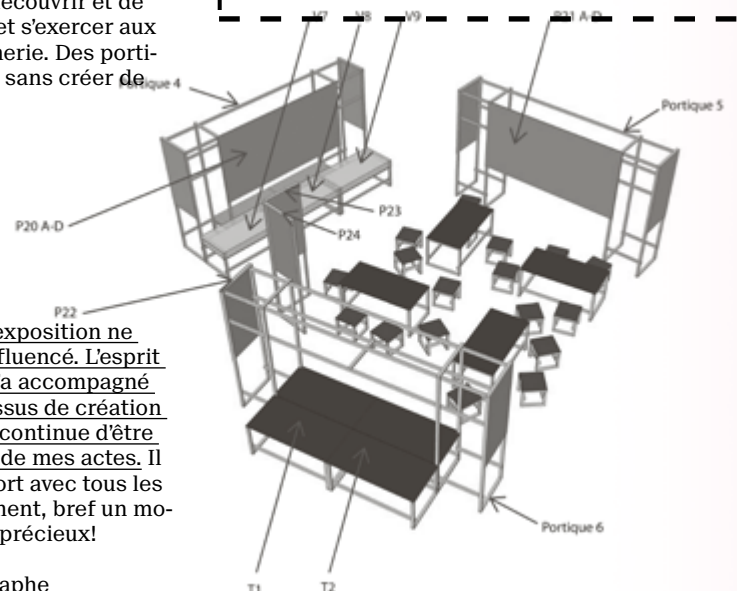 écouvrir et de
et s'exercer aux
nerie. Des porti-
sans créer de
V7 V8 V9
P21 A-D
Portique 4
Portique 5
P20 A-D
P23
P24
P22
exposition ne
fluencé. L'esprit
a accompagné
ssus de création
continue d'être
de mes actes. Il
ort avec tous les
ment, bref un mo-
précieux!
Portique 6
T1 T2
aphe